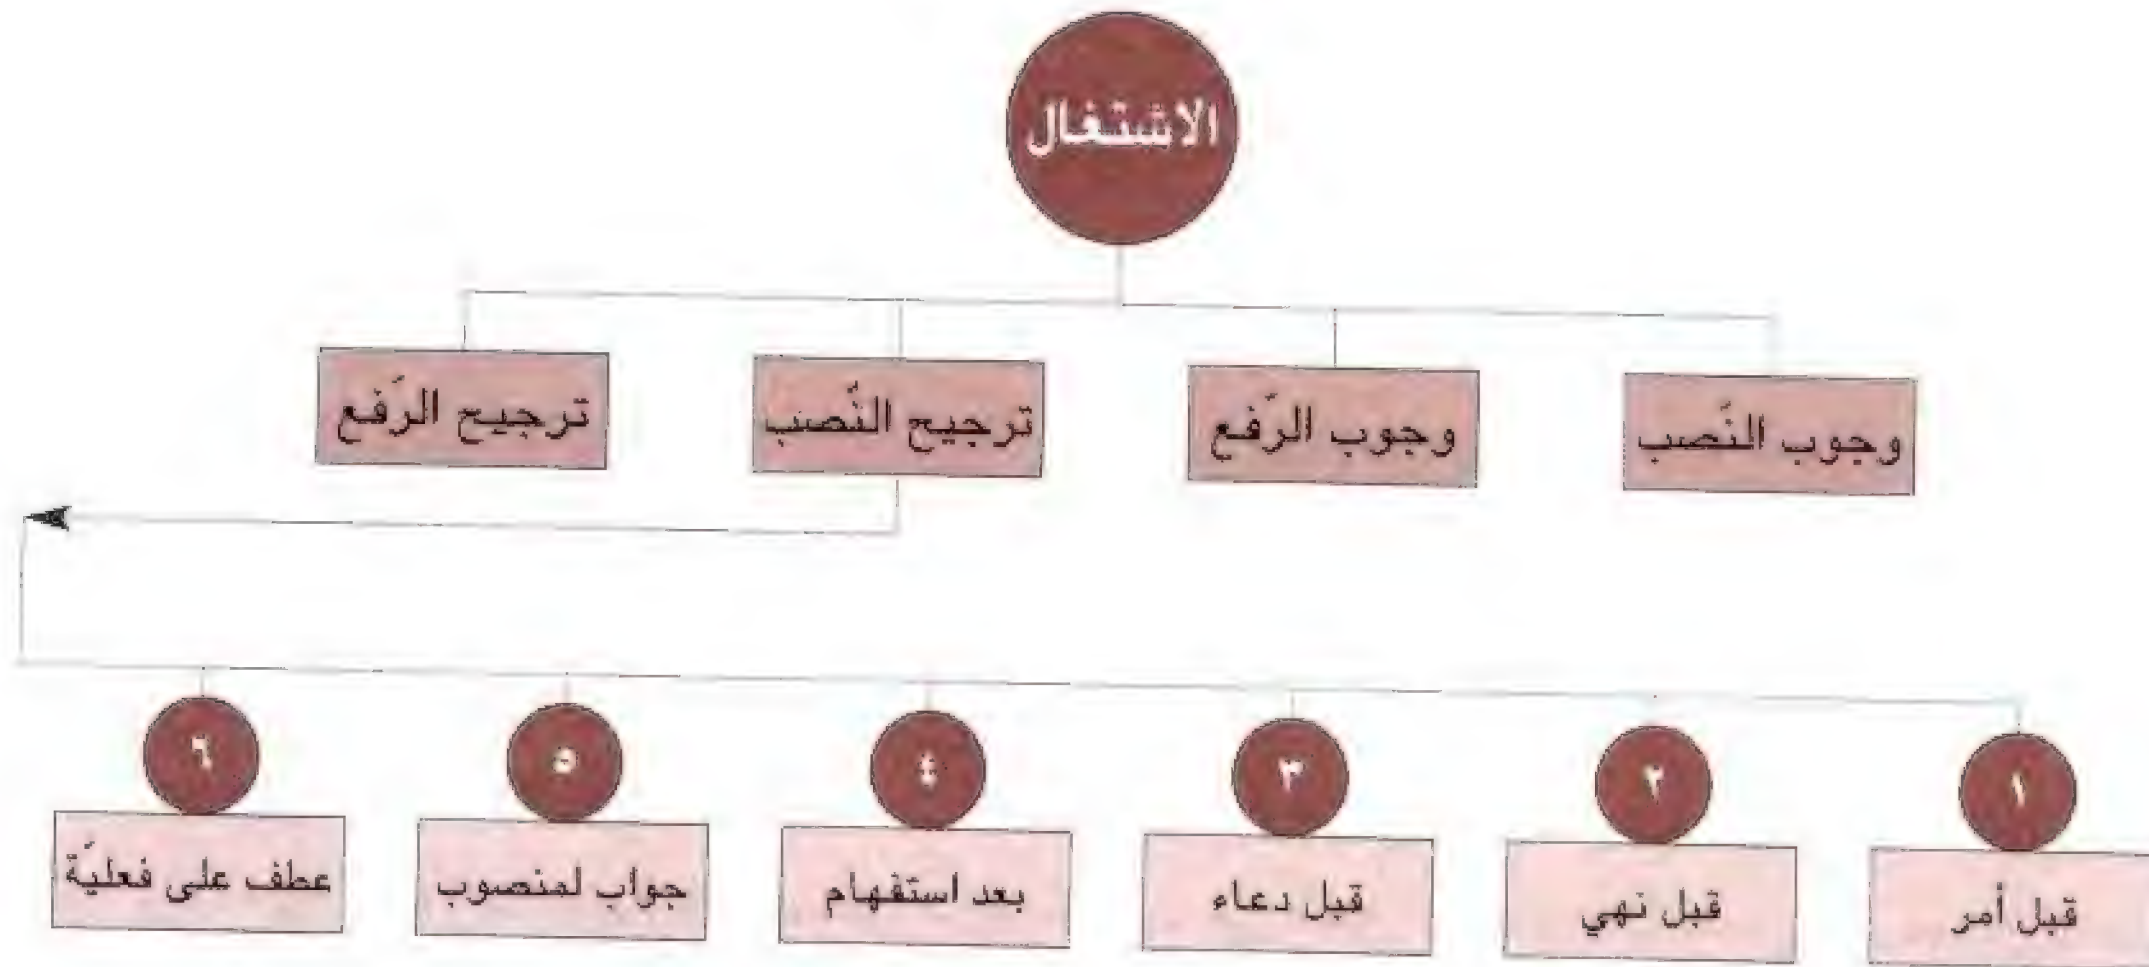 الاشتغال
وجوب النّصب
وجوب الرّفع
ترجيح النّصب
ترجيح الرّفع
١
قبل أمر
٢
قبل نهي
٣
قبل دعاء
٤
بعد استفهام
٥
جواب لمنصوب
٦
عطف على فعليّة